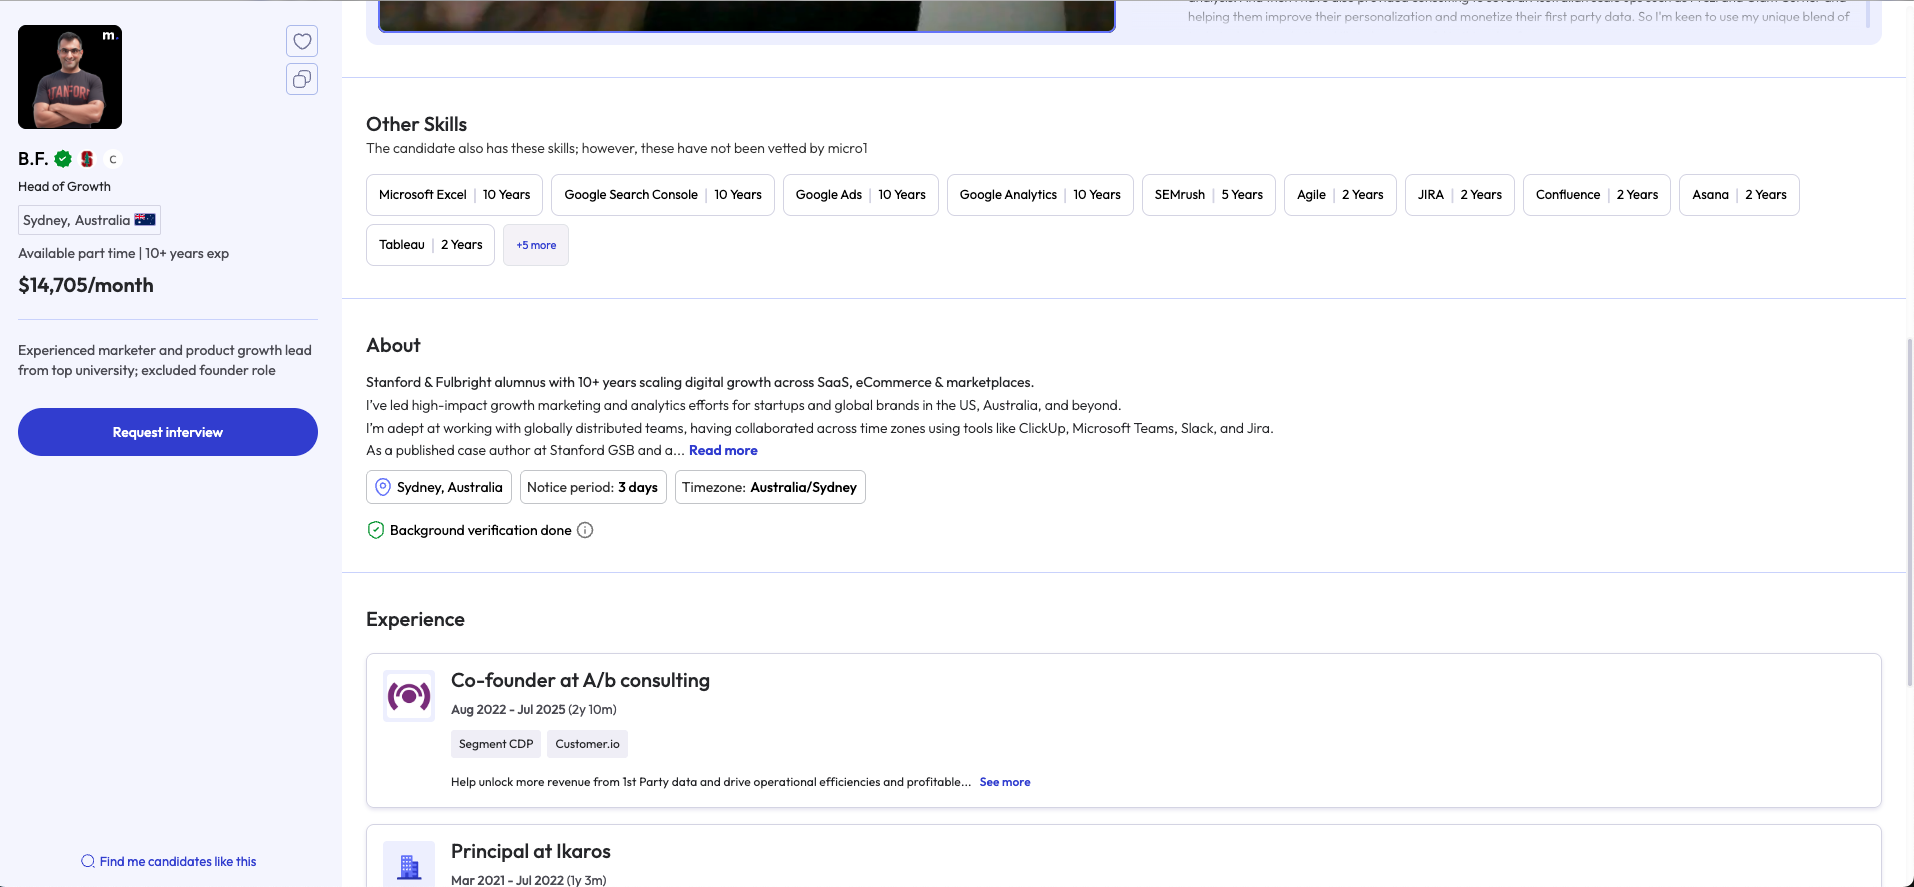 m.
STANFORD
B.F.
C
Head of Growth
Sydney, Australia
Available part time | 10+ years exp
$14,705/month
Experienced marketer and product growth lead
from top university; excluded founder role
Request interview
Find me candidates like this
helping them improve their personalization and monetize their first party data. So I'm keen to use my unique blend of
Other Skills
The candidate also has these skills; however, these have not been vetted by micro1
Microsoft Excel | 10 Years
Google Search Console | 10 Years
Google Ads | 10 Years
Google Analytics | 10 Years
SEMrush | 5 Years
Agile | 2 Years
JIRA | 2 Years
Confluence | 2 Years
Asana | 2 Years
Tableau | 2 Years
+5 more
About
Stanford & Fulbright alumnus with 10+ years scaling digital growth across SaaS, eCommerce & marketplaces.
I've led high-impact growth marketing and analytics efforts for startups and global brands in the US, Australia, and beyond.
I'm adept at working with globally distributed teams, having collaborated across time zones using tools like ClickUp, Microsoft Teams, Slack, and Jira.
As a published case author at Stanford GSB and a... Read more
Sydney, Australia
Notice period: 3 days
Timezone: Australia/Sydney
Background verification done
Experience
Co-founder at A/b consulting
Aug 2022 - Jul 2025 (2y 10m)
Segment CDP
Customer.io
Help unlock more revenue from 1st Party data and drive operational efficiencies and profitable... See more
Principal at Ikaros
Mar 2021 - Jul 2022 (1y 3m)